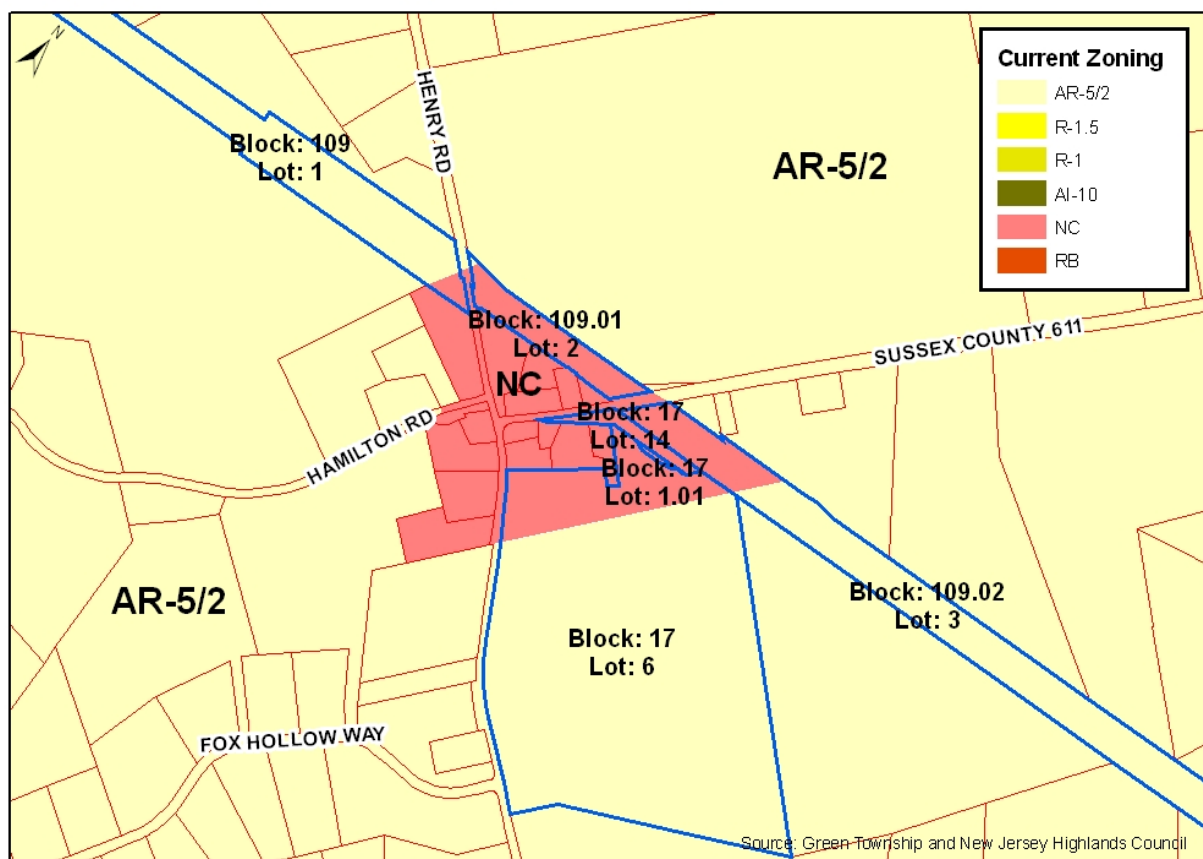 N
Current Zoning
AR-5/2
R-1.5
R-1
AI-10
NC
RB
HENRY RD
Block: 109
Lot: 1
AR-5/2
Block: 109.01
Lot: 2
SUSSEX COUNTY 611
NC
Block: 17
Lot: 14
HAMILTON RD
Block: 17
Lot: 1.01
AR-5/2
Block: 109.02
Lot: 3
Block: 17
Lot: 6
FOX HOLLOW WAY
Source: Green Township and New Jersey Highlands Council